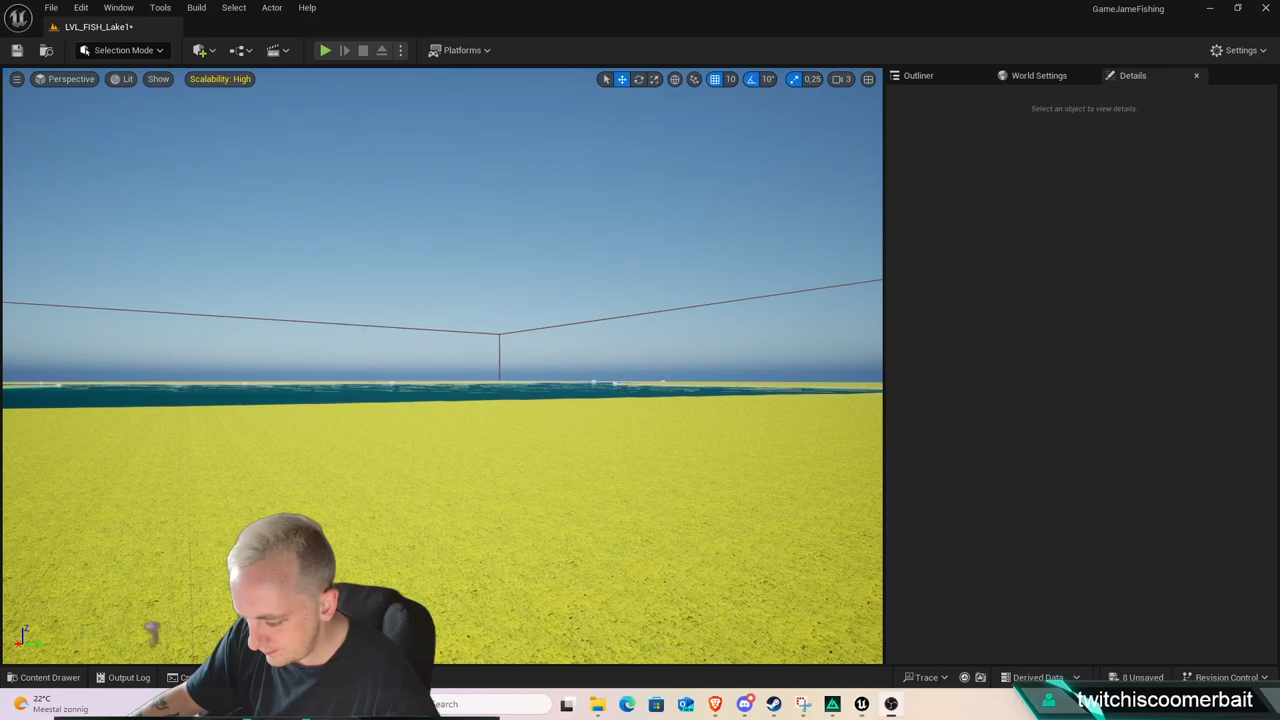 File Edit Window Tools Build Select Actor Help
GameJameFishing
LVL_FISH_Lake1*
Selection Mode
Platforms
Settings
Perspective Lit Show Scalability: High
10 10° 0,25 3
Outliner World Settings Details
Select an object to view details.
Z
Content Drawer Output Log
Trace Derived Data 8 Unsaved Revision Control
22°C
Meestal zonnig
twitchiscoomerbait